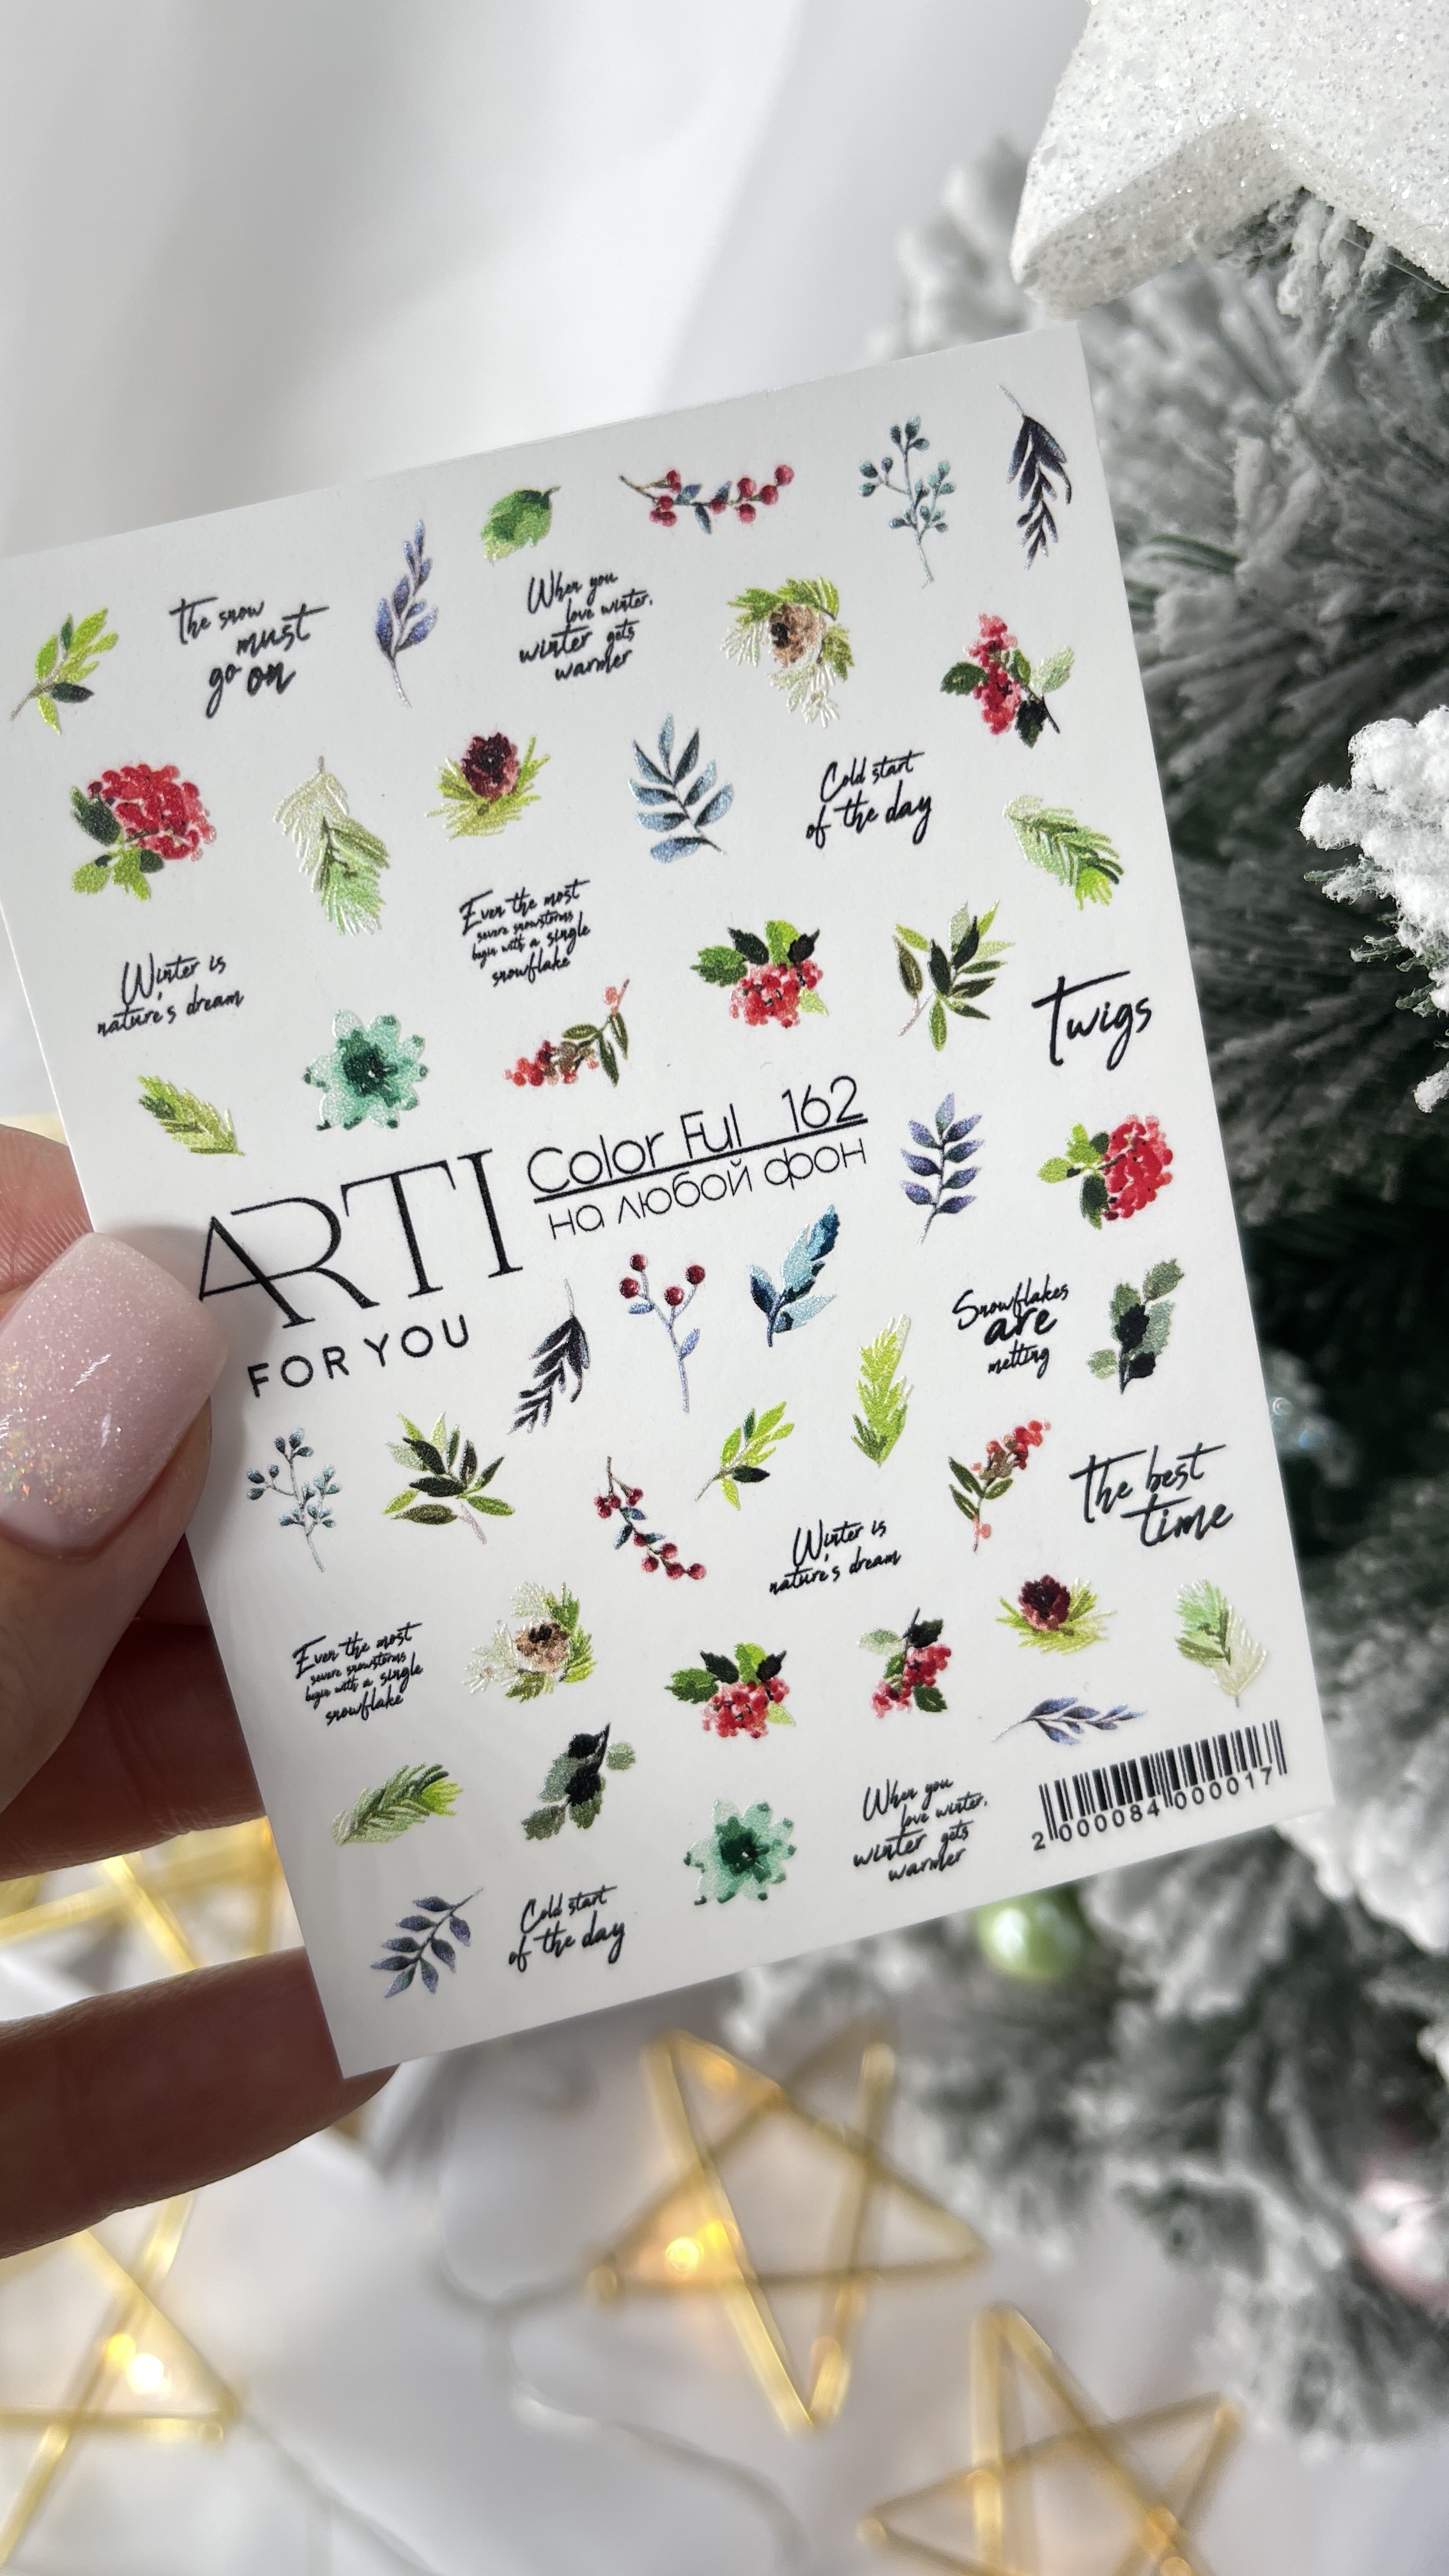 The snow
must
go on
When you
love winter,
winter gets
warmer
Cold start
of the day
Even the most
severe snowstorms
begin with a single
snowflake
Winter is
nature's dream
Twigs
ARTI
FOR YOU
Color Ful_162
на любой фон
Snowflakes
are
melting
The best
time
Winter is
nature's dream
Even the most
severe snowstorms
begin with a single
snowflake
When you
love winter,
winter gets
warmer
2 000084 000017
Cold start
of the day